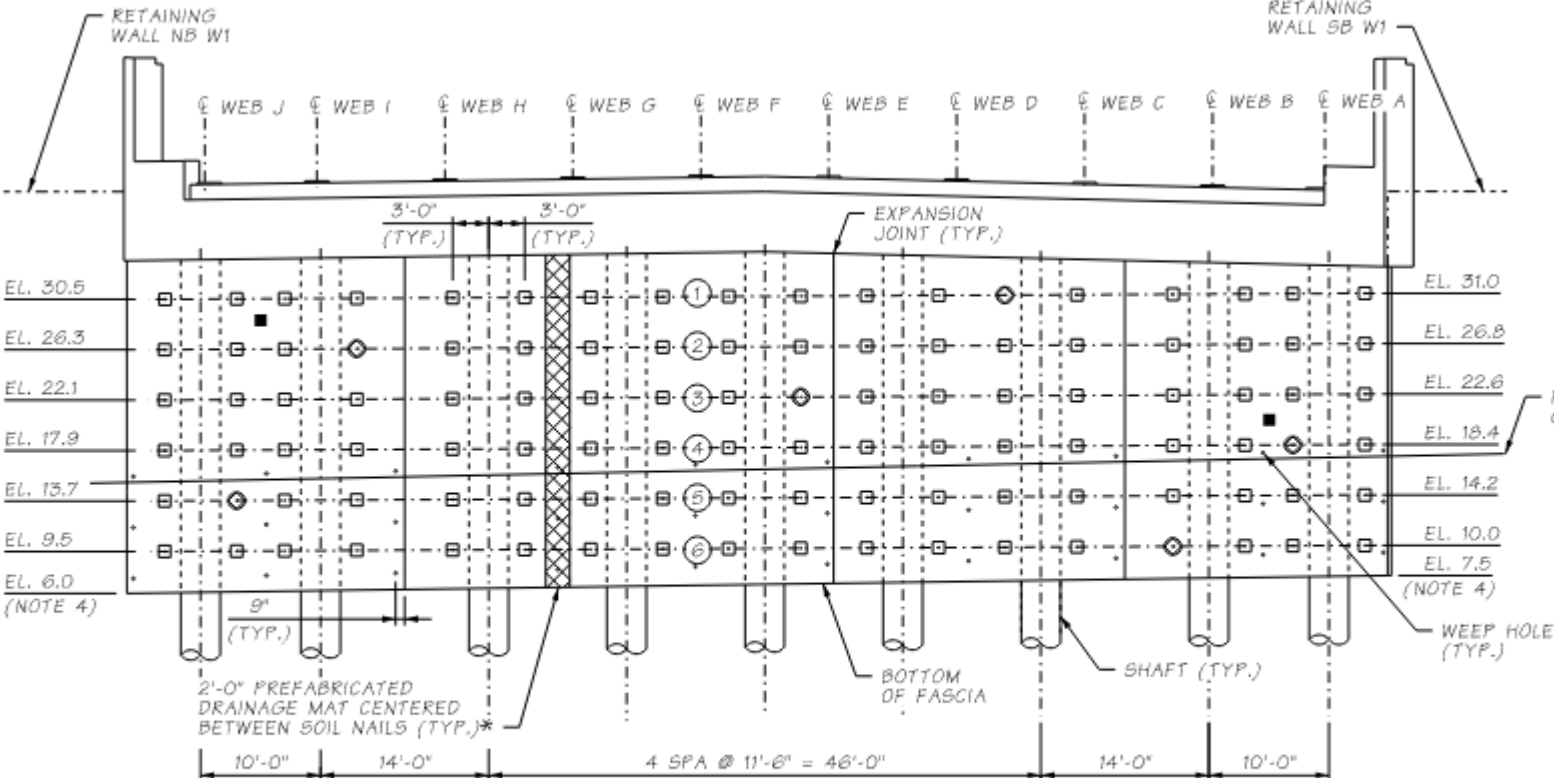 RETAINING
WALL NB W1
RETAINING
WALL SB W1
℄ WEB J
℄ WEB I
℄ WEB H
℄ WEB G
℄ WEB F
℄ WEB E
℄ WEB D
℄ WEB C
℄ WEB B
℄ WEB A
3'-0"
(TYP.)
3'-0"
(TYP.)
EXPANSION
JOINT (TYP.)
EL. 30.5
EL. 26.3
EL. 22.1
EL. 17.9
EL. 13.7
EL. 9.5
EL. 6.0
(NOTE 4)
1
2
3
4
5
6
EL. 31.0
EL. 26.8
EL. 22.6
EL. 18.4
EL. 14.2
EL. 10.0
EL. 7.5
(NOTE 4)
9"
(TYP.)
WEEP HOLE
(TYP.)
SHAFT (TYP.)
BOTTOM
OF FASCIA
2'-0" PREFABRICATED
DRAINAGE MAT CENTERED
BETWEEN SOIL NAILS (TYP.)*
10'-0"
14'-0"
4 SPA @ 11'-6" = 46'-0"
14'-0"
10'-0"